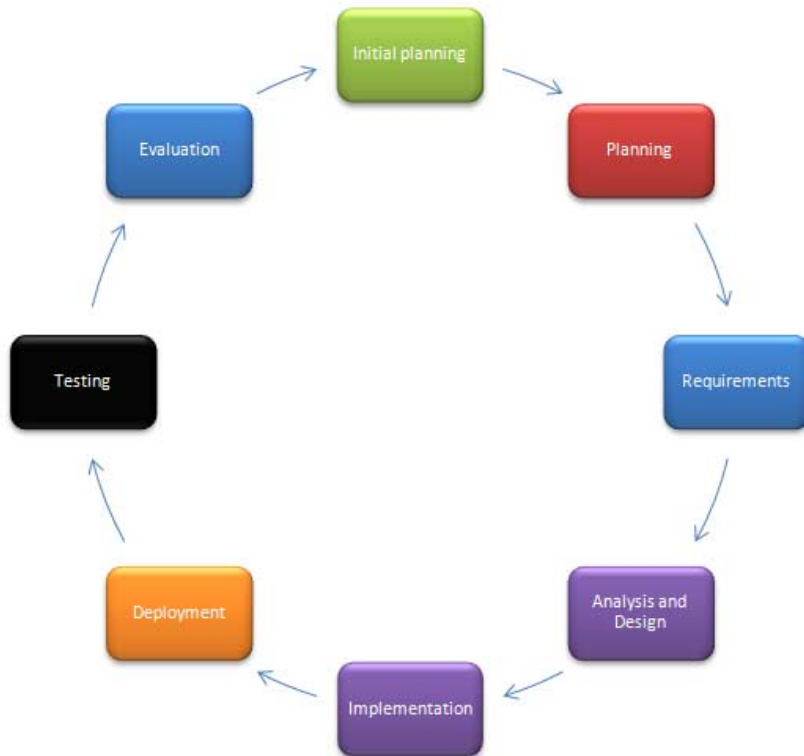 Initial planning
Planning
Requirements
Analysis and
Design
Implementation
Deployment
Testing
Evaluation